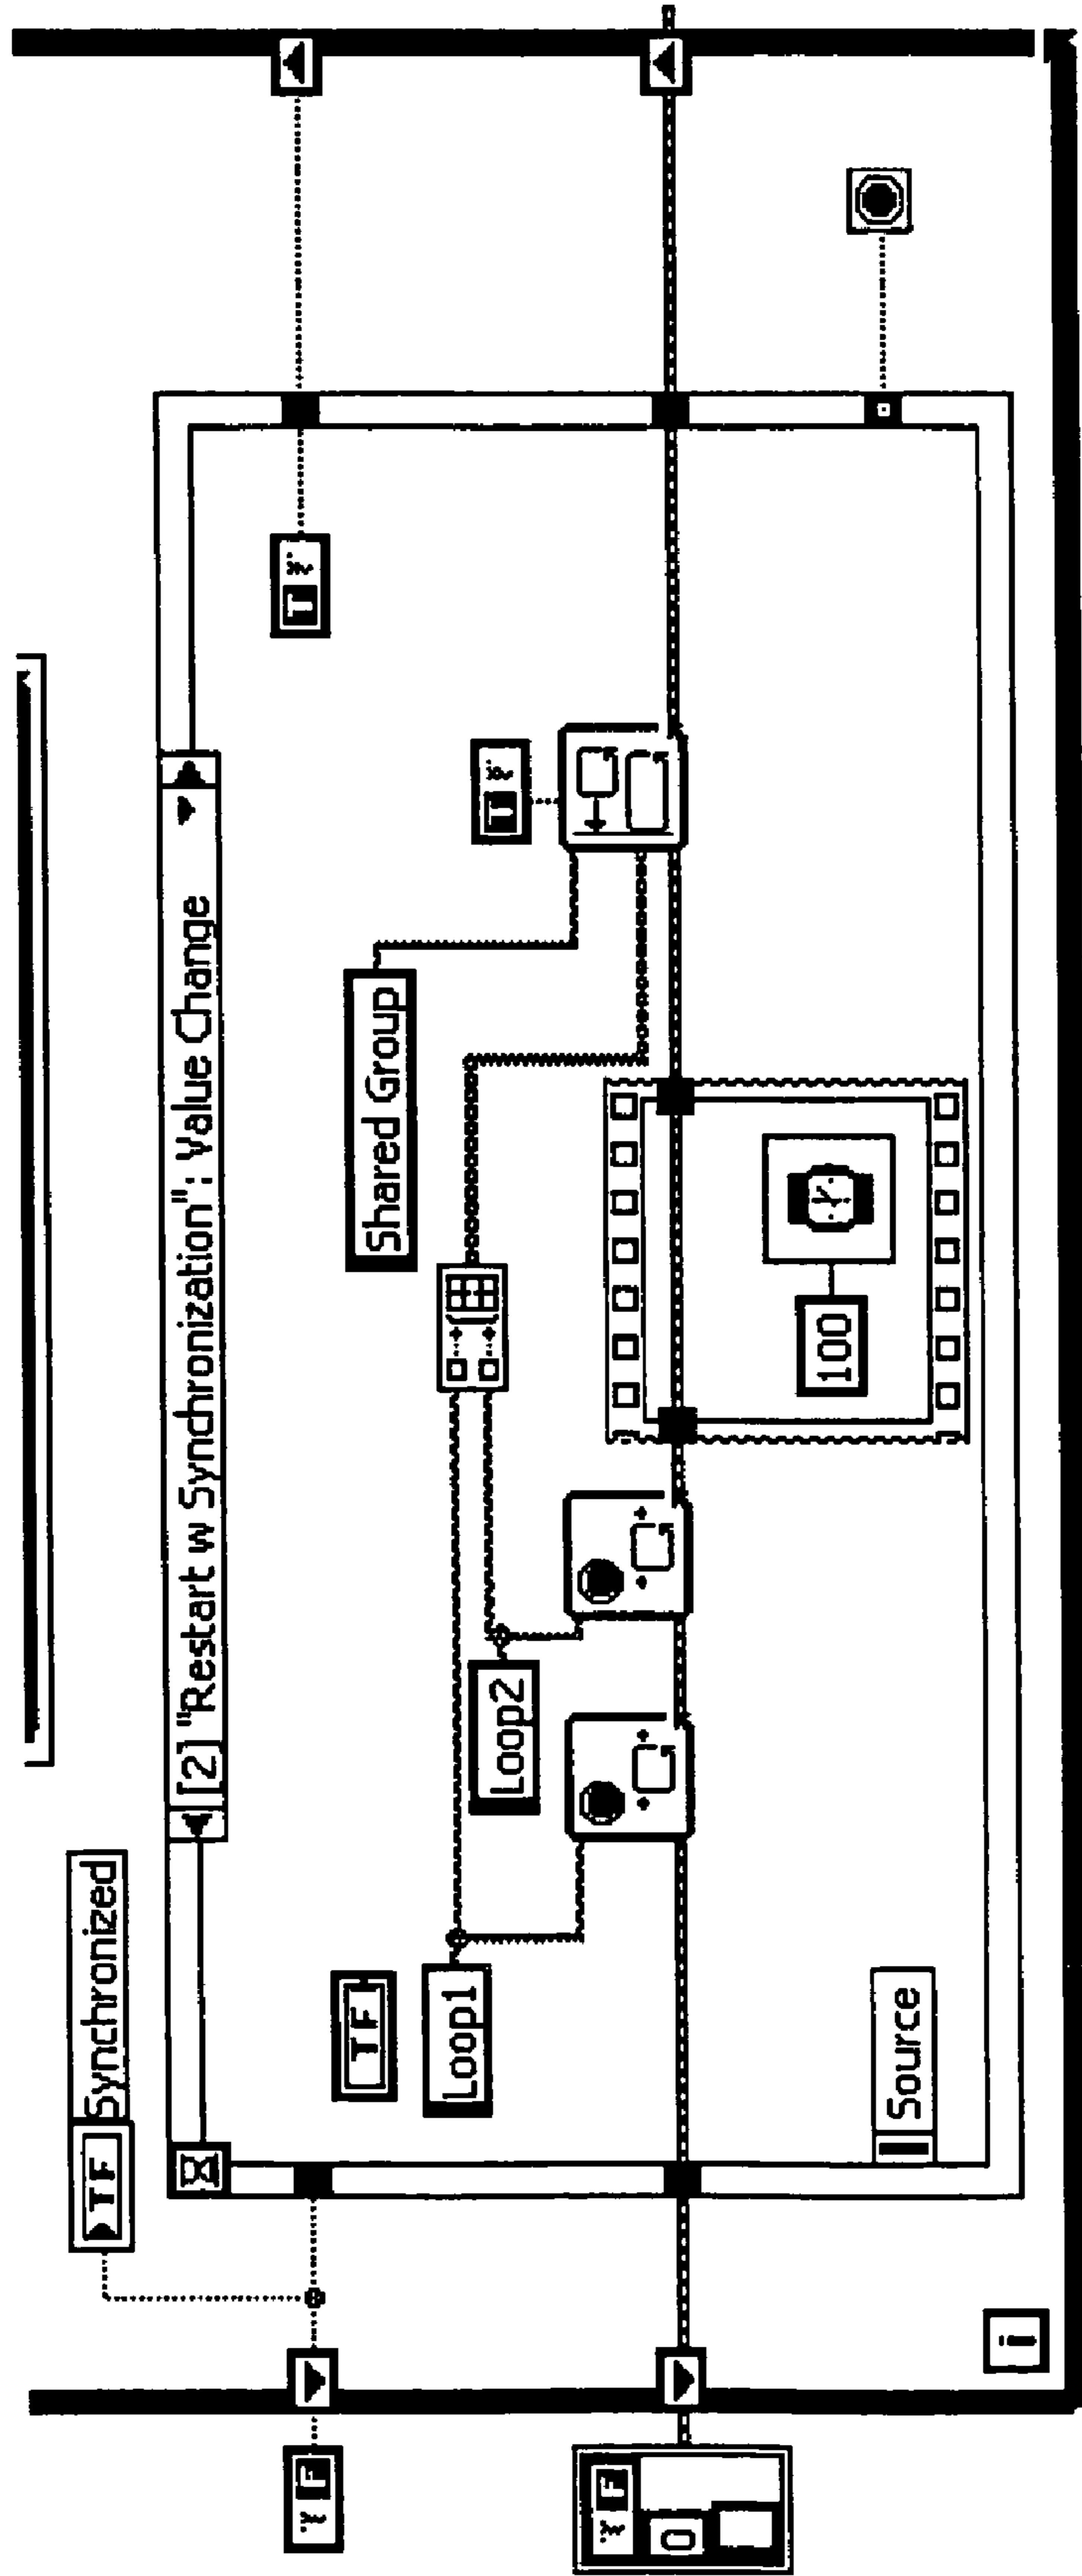 Synchronized
TF
[2] "Restart w Synchronization": Value Change
TF
Loop1
Loop2
Shared Group
T
T
100
Source
i
F
F
0